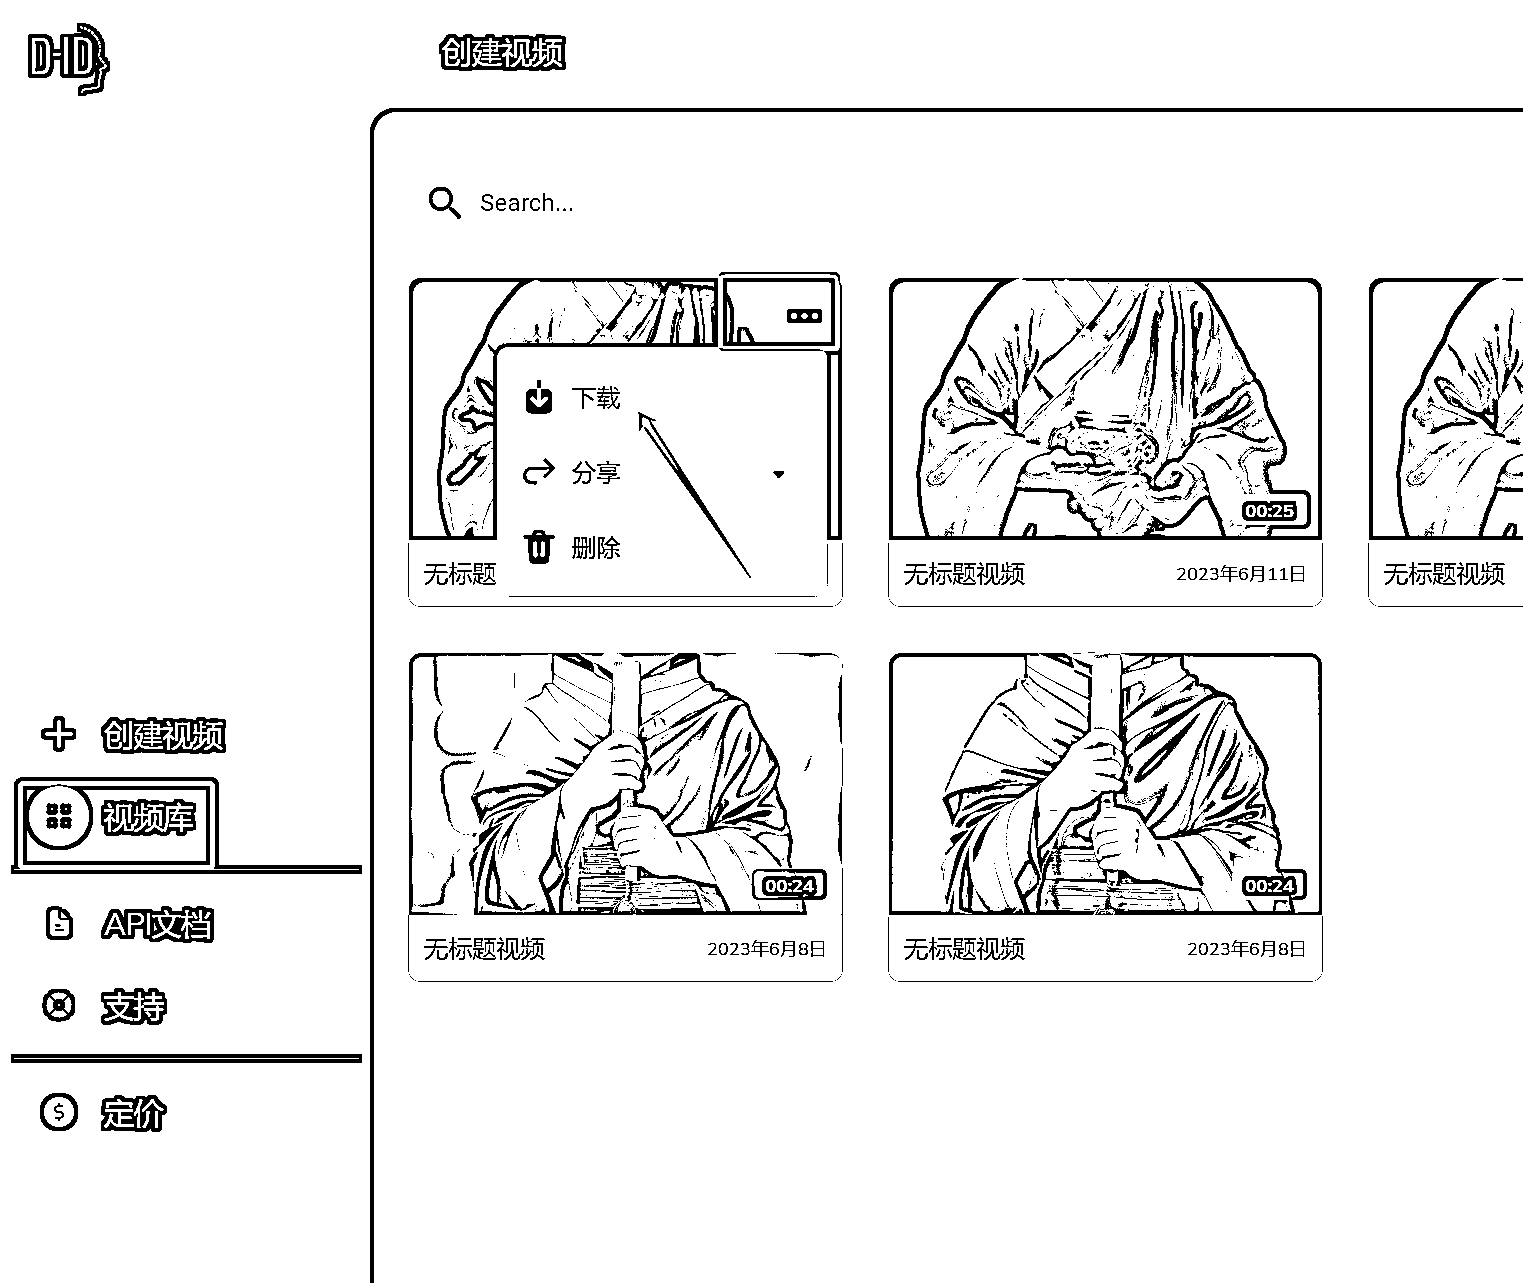 D-ID
创建视频
Search...
下载
分享
删除
无标题
00:25
无标题视频
2023年6月11日
无标题视频
00:24
无标题视频
2023年6月8日
00:24
无标题视频
2023年6月8日
创建视频
视频库
API文档
支持
定价